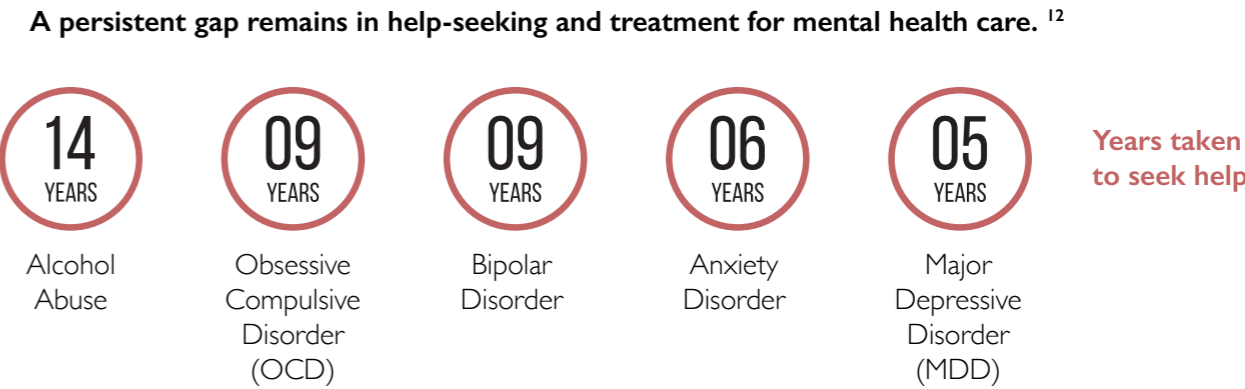 A persistent gap remains in help-seeking and treatment for mental health care. 12
14
YEARS
Alcohol
Abuse
09
YEARS
Obsessive
Compulsive
Disorder
(OCD)
09
YEARS
Bipolar
Disorder
06
YEARS
Anxiety
Disorder
05
YEARS
Major
Depressive
Disorder
(MDD)
Years taken
to seek help